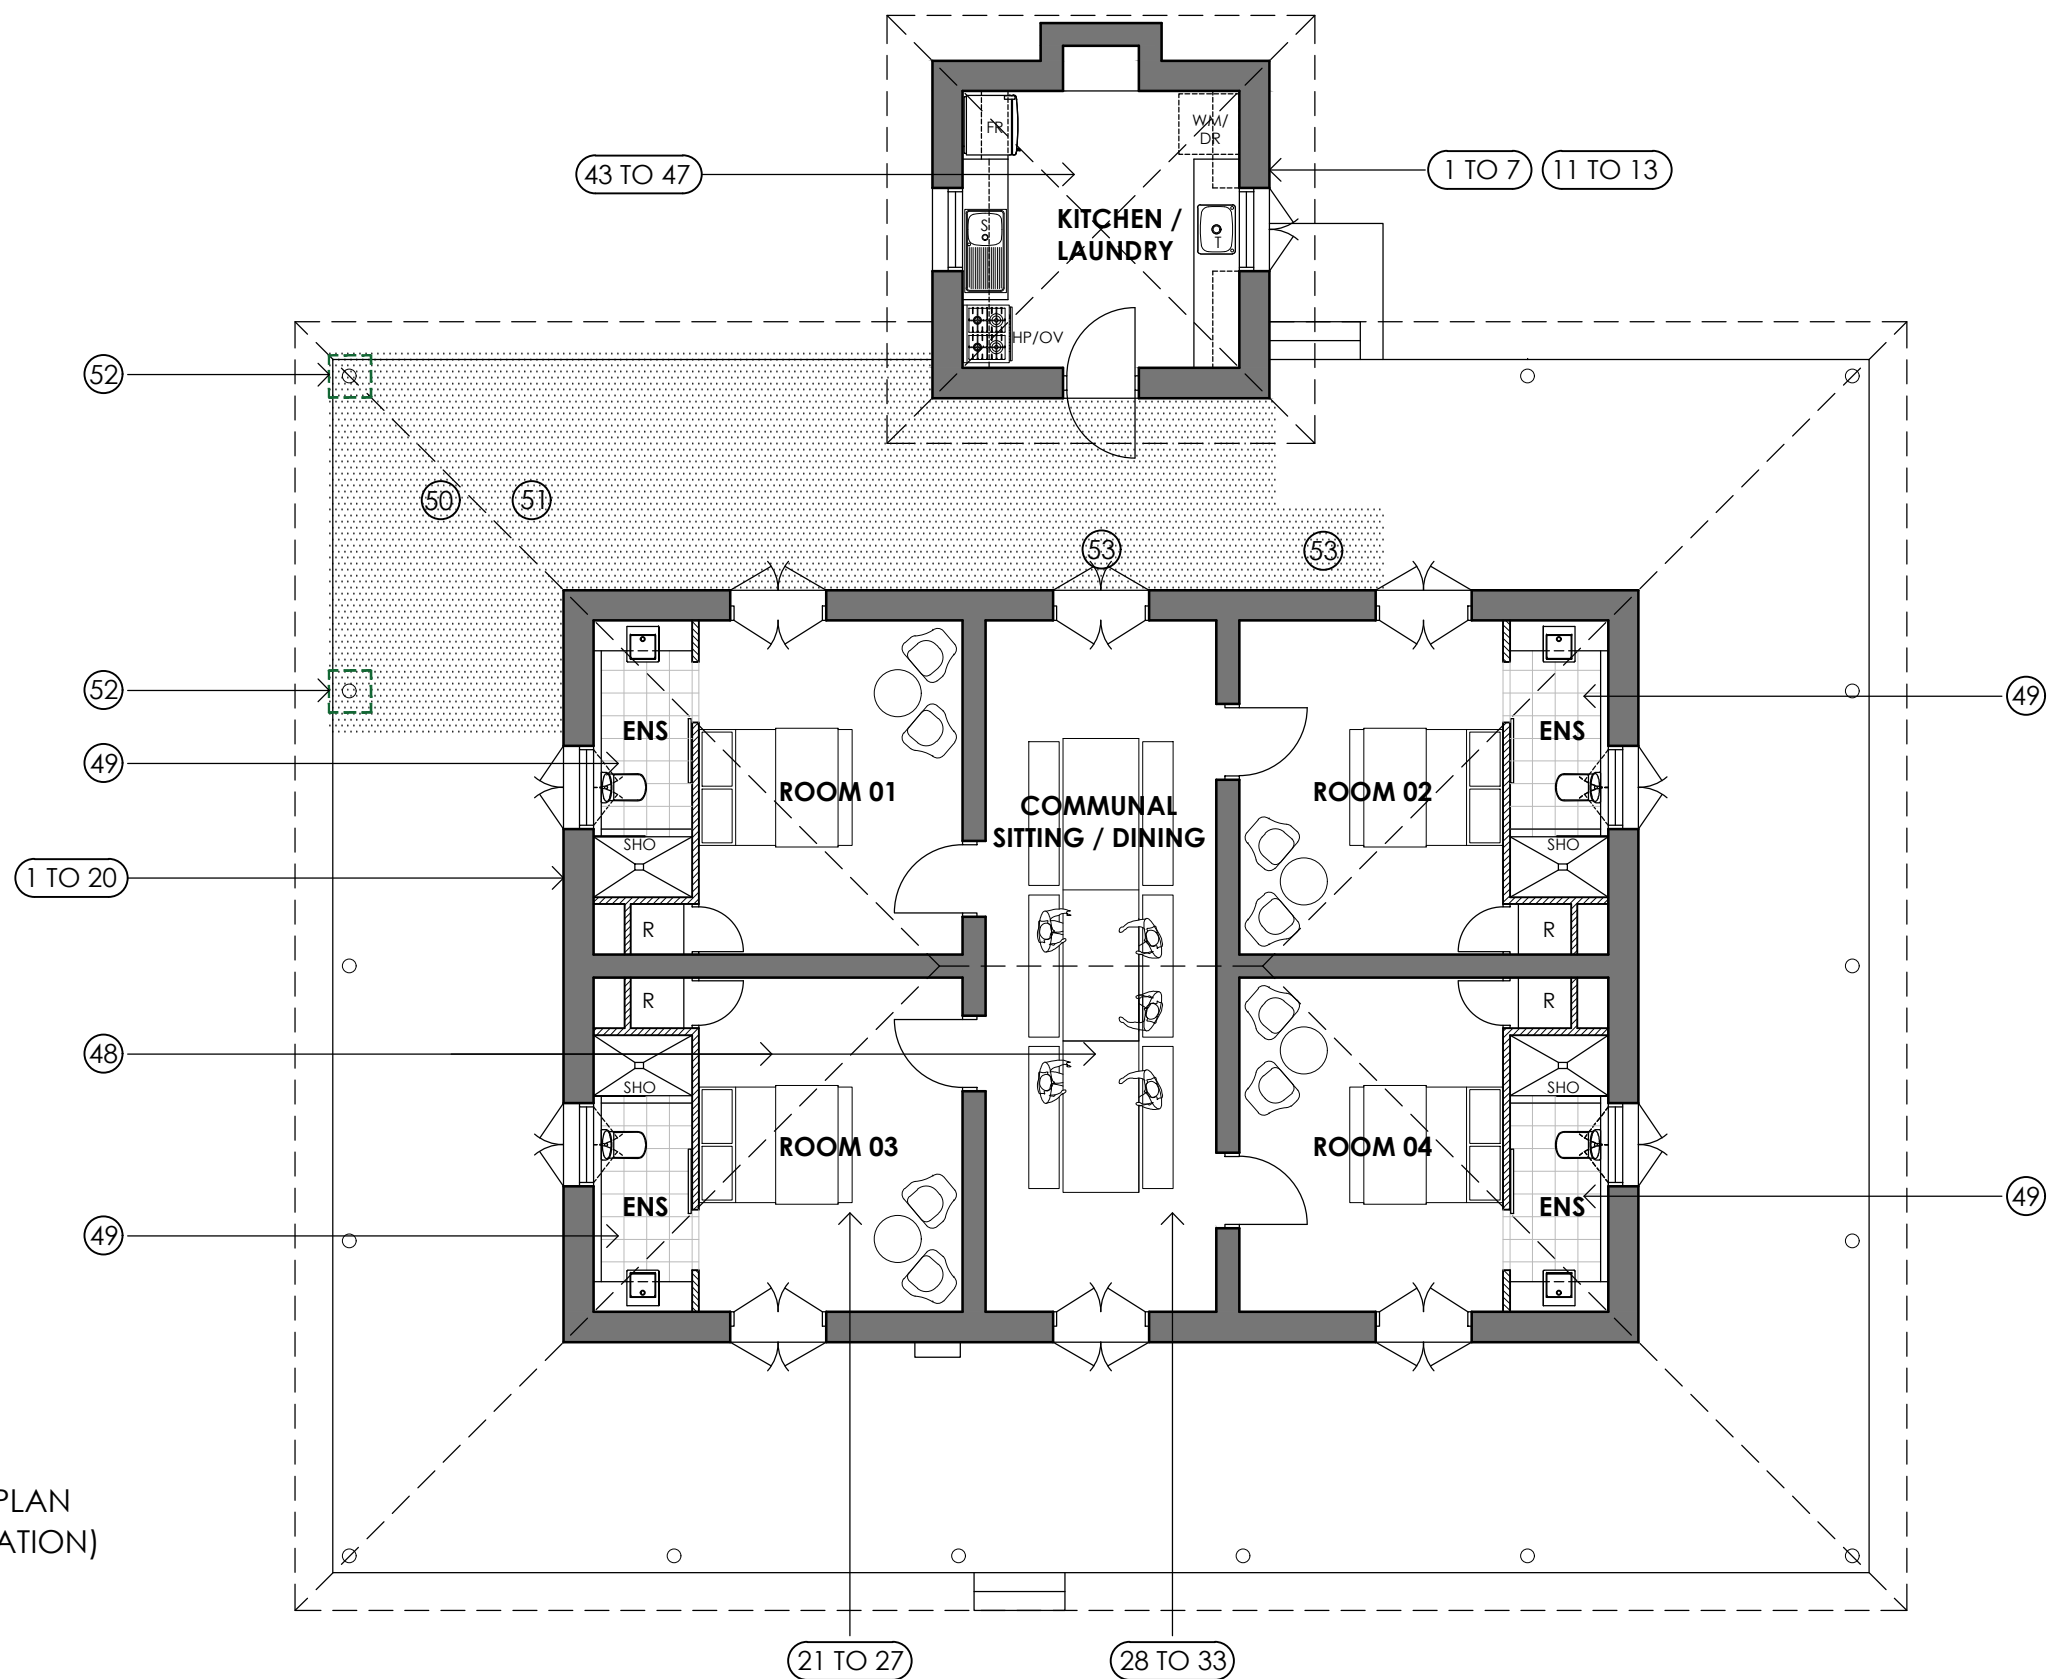 FR
WM/
DR
43 TO 47
1 TO 7
11 TO 13
KITCHEN /
LAUNDRY
S
T
HP/OV
52
50
51
53
53
52
49
ENS
ENS
49
49
ROOM 01
COMMUNAL
SITTING / DINING
ROOM 02
SHO
SHO
1 TO 20
R
R
R
R
48
SHO
SHO
ROOM 03
ROOM 04
ENS
ENS
49
49
PLAN
ATION)
21 TO 27
28 TO 33